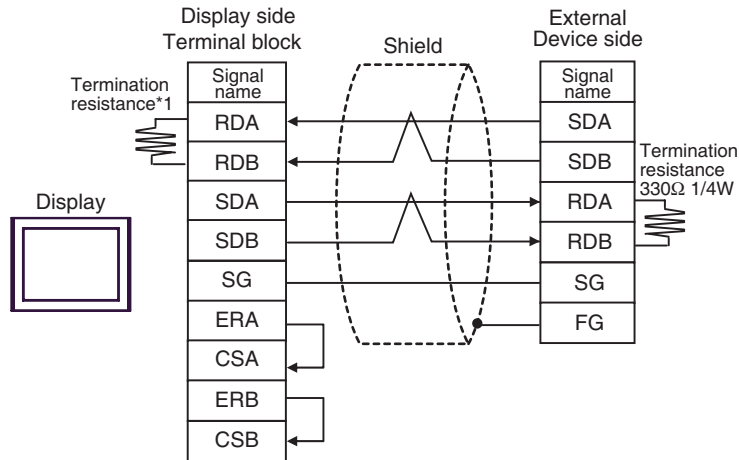 Display side
Terminal block
Shield
External
Device side
Termination
resistance*1
Signal
name
RDA
RDB
SDA
SDB
SG
ERA
CSA
ERB
CSB
Display
Signal
name
SDA
SDB
RDA
RDB
SG
FG
Termination
resistance
330Ω 1/4W